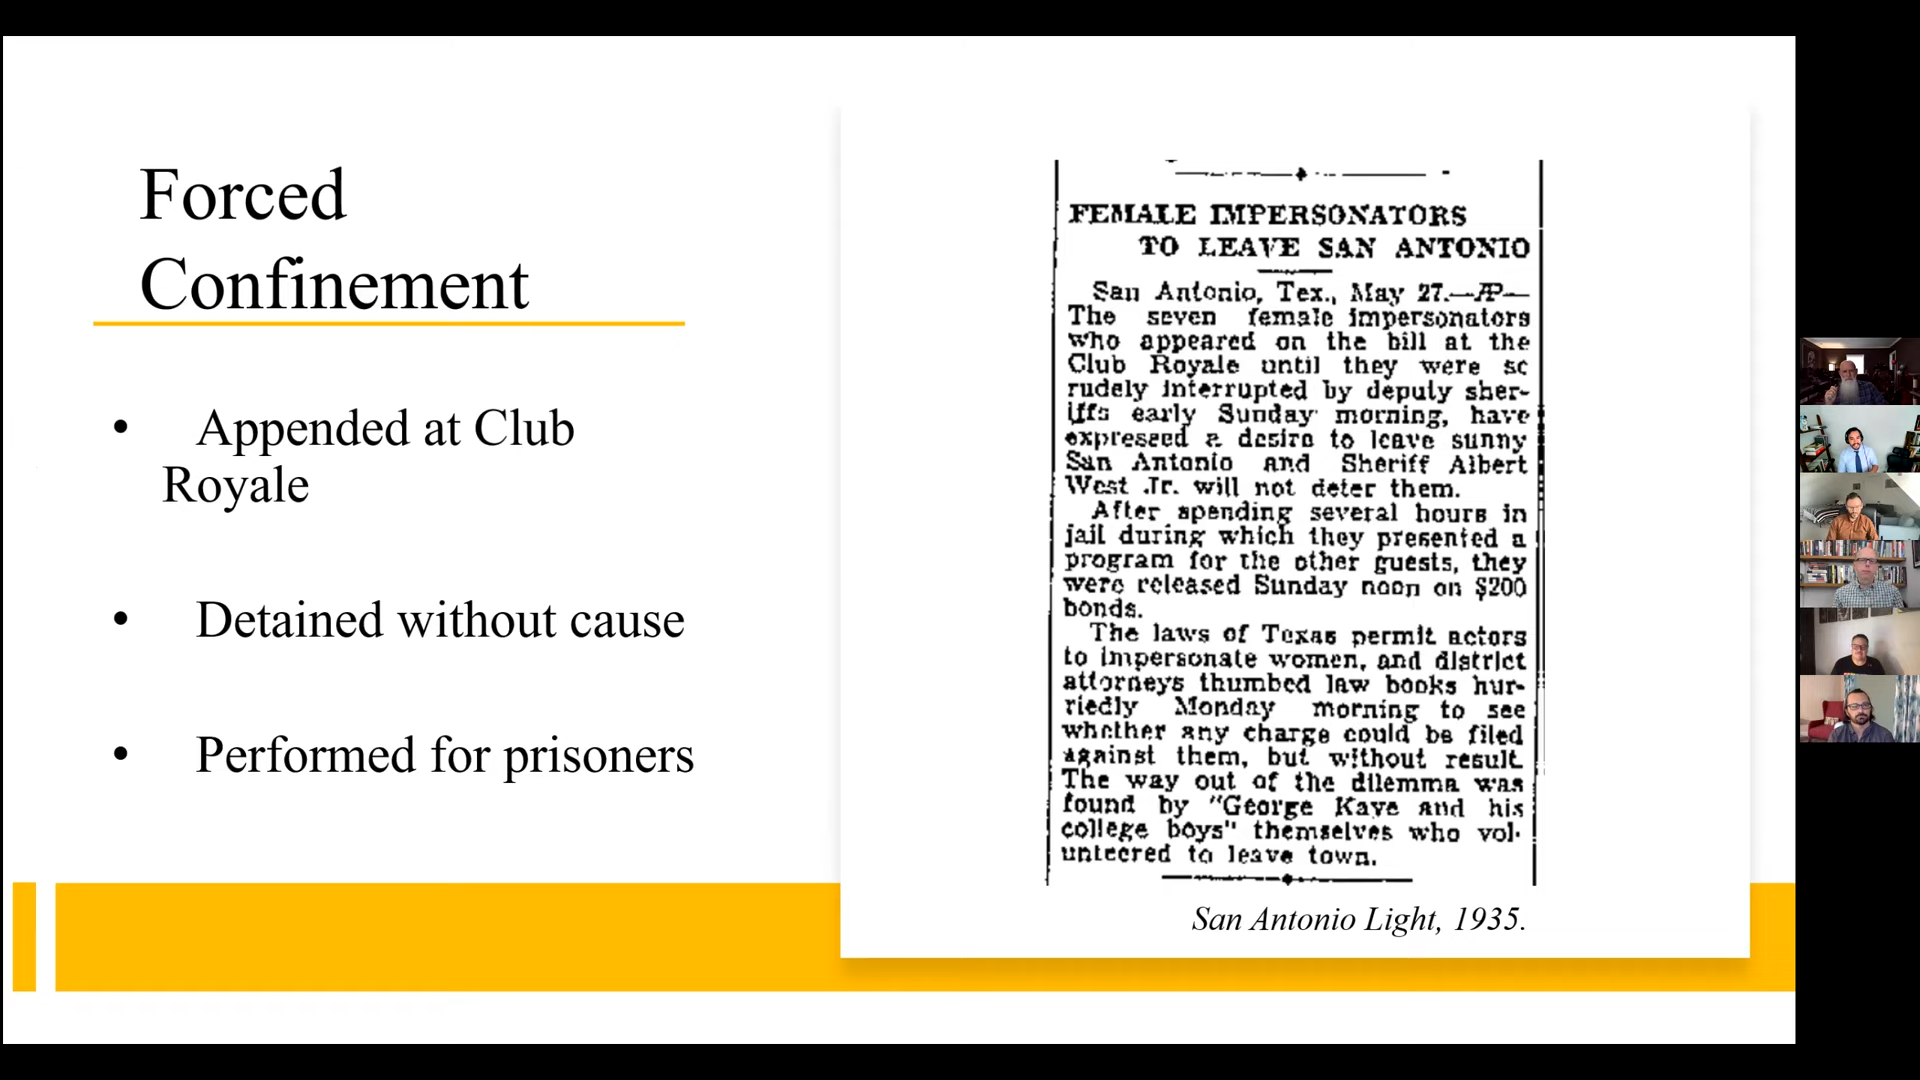 Forced
Confinement
• Appended at Club
Royale
• Detained without cause
• Performed for prisoners
FEMALE IMPERSONATORS
TO LEAVE SAN ANTONIO
San Antonio, Tex., May 27.—AP—
The seven female impersonators
who appeared on the bill at the
Club Royale until they were so
rudely interrupted by deputy sher-
iffs early Sunday morning, have
expressed a desire to leave sunny
San Antonio and Sheriff Albert
West Jr. will not deter them.
After spending several hours in
jail during which they presented a
program for the other guests, they
were released Sunday noon on $200
bonds.
The laws of Texas permit actors
to impersonate women, and district
attorneys thumbed law books hur-
riedly Monday morning to see
whether any charge could be filed
against them, but without result.
The way out of the dilemma was
found by "George Kaye and his
college boys" themselves who vol-
unteered to leave town.
San Antonio Light, 1935.